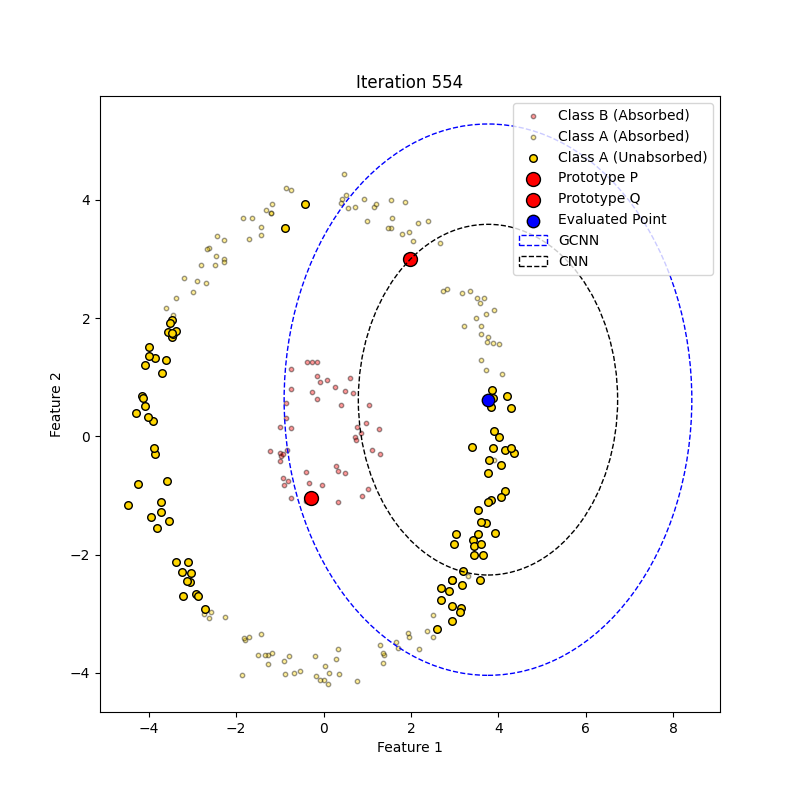 Iteration 554
Class B (Absorbed)
Class A (Absorbed)
Class A (Unabsorbed)
Prototype P
Prototype Q
Evaluated Point
GCNN
CNN
Feature 2
4
2
0
−2
−4
−4
−2
0
2
4
6
8
Feature 1